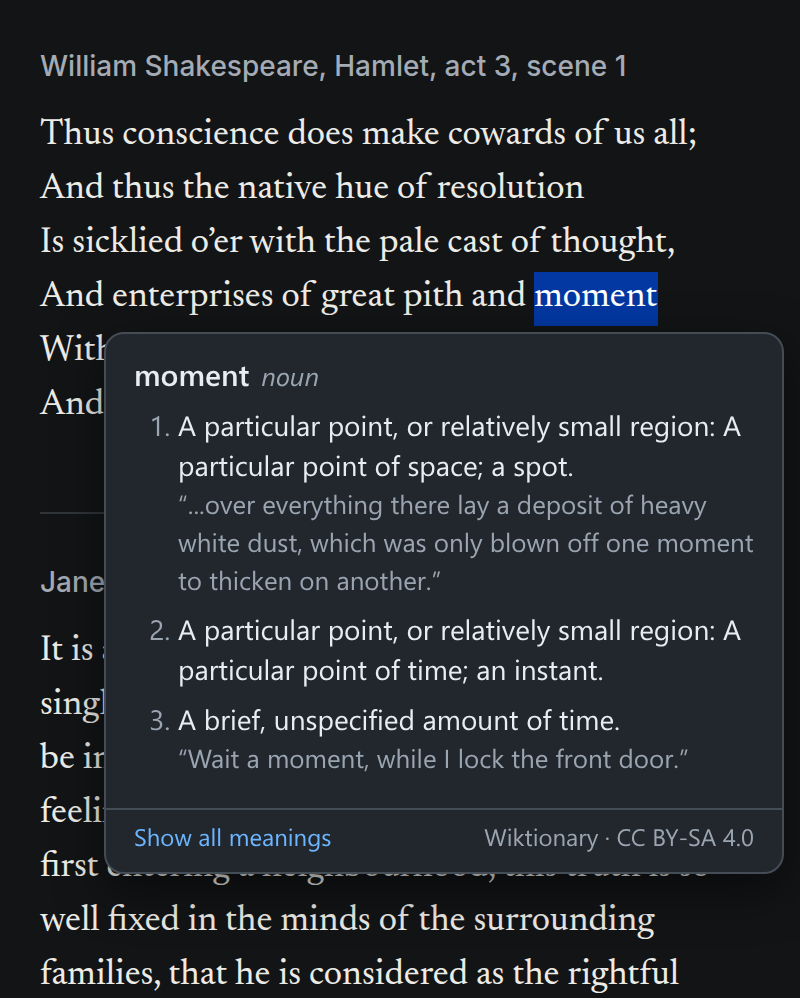 William Shakespeare, Hamlet, act 3, scene 1
Thus conscience does make cowards of us all;
And thus the native hue of resolution
Is sicklied o’er with the pale cast of thought,
And enterprises of great pith and moment
With
And
moment noun
1. A particular point, or relatively small region: A
particular point of space; a spot.
“…over everything there lay a deposit of heavy
white dust, which was only blown off one moment
to thicken on another.”
2. A particular point, or relatively small region: A
particular point of time; an instant.
3. A brief, unspecified amount of time.
“Wait a moment, while I lock the front door.”
Show all meanings
Wiktionary · CC BY-SA 4.0
Jane
It is
be
first
well fixed in the minds of the surrounding
families, that he is considered as the rightful